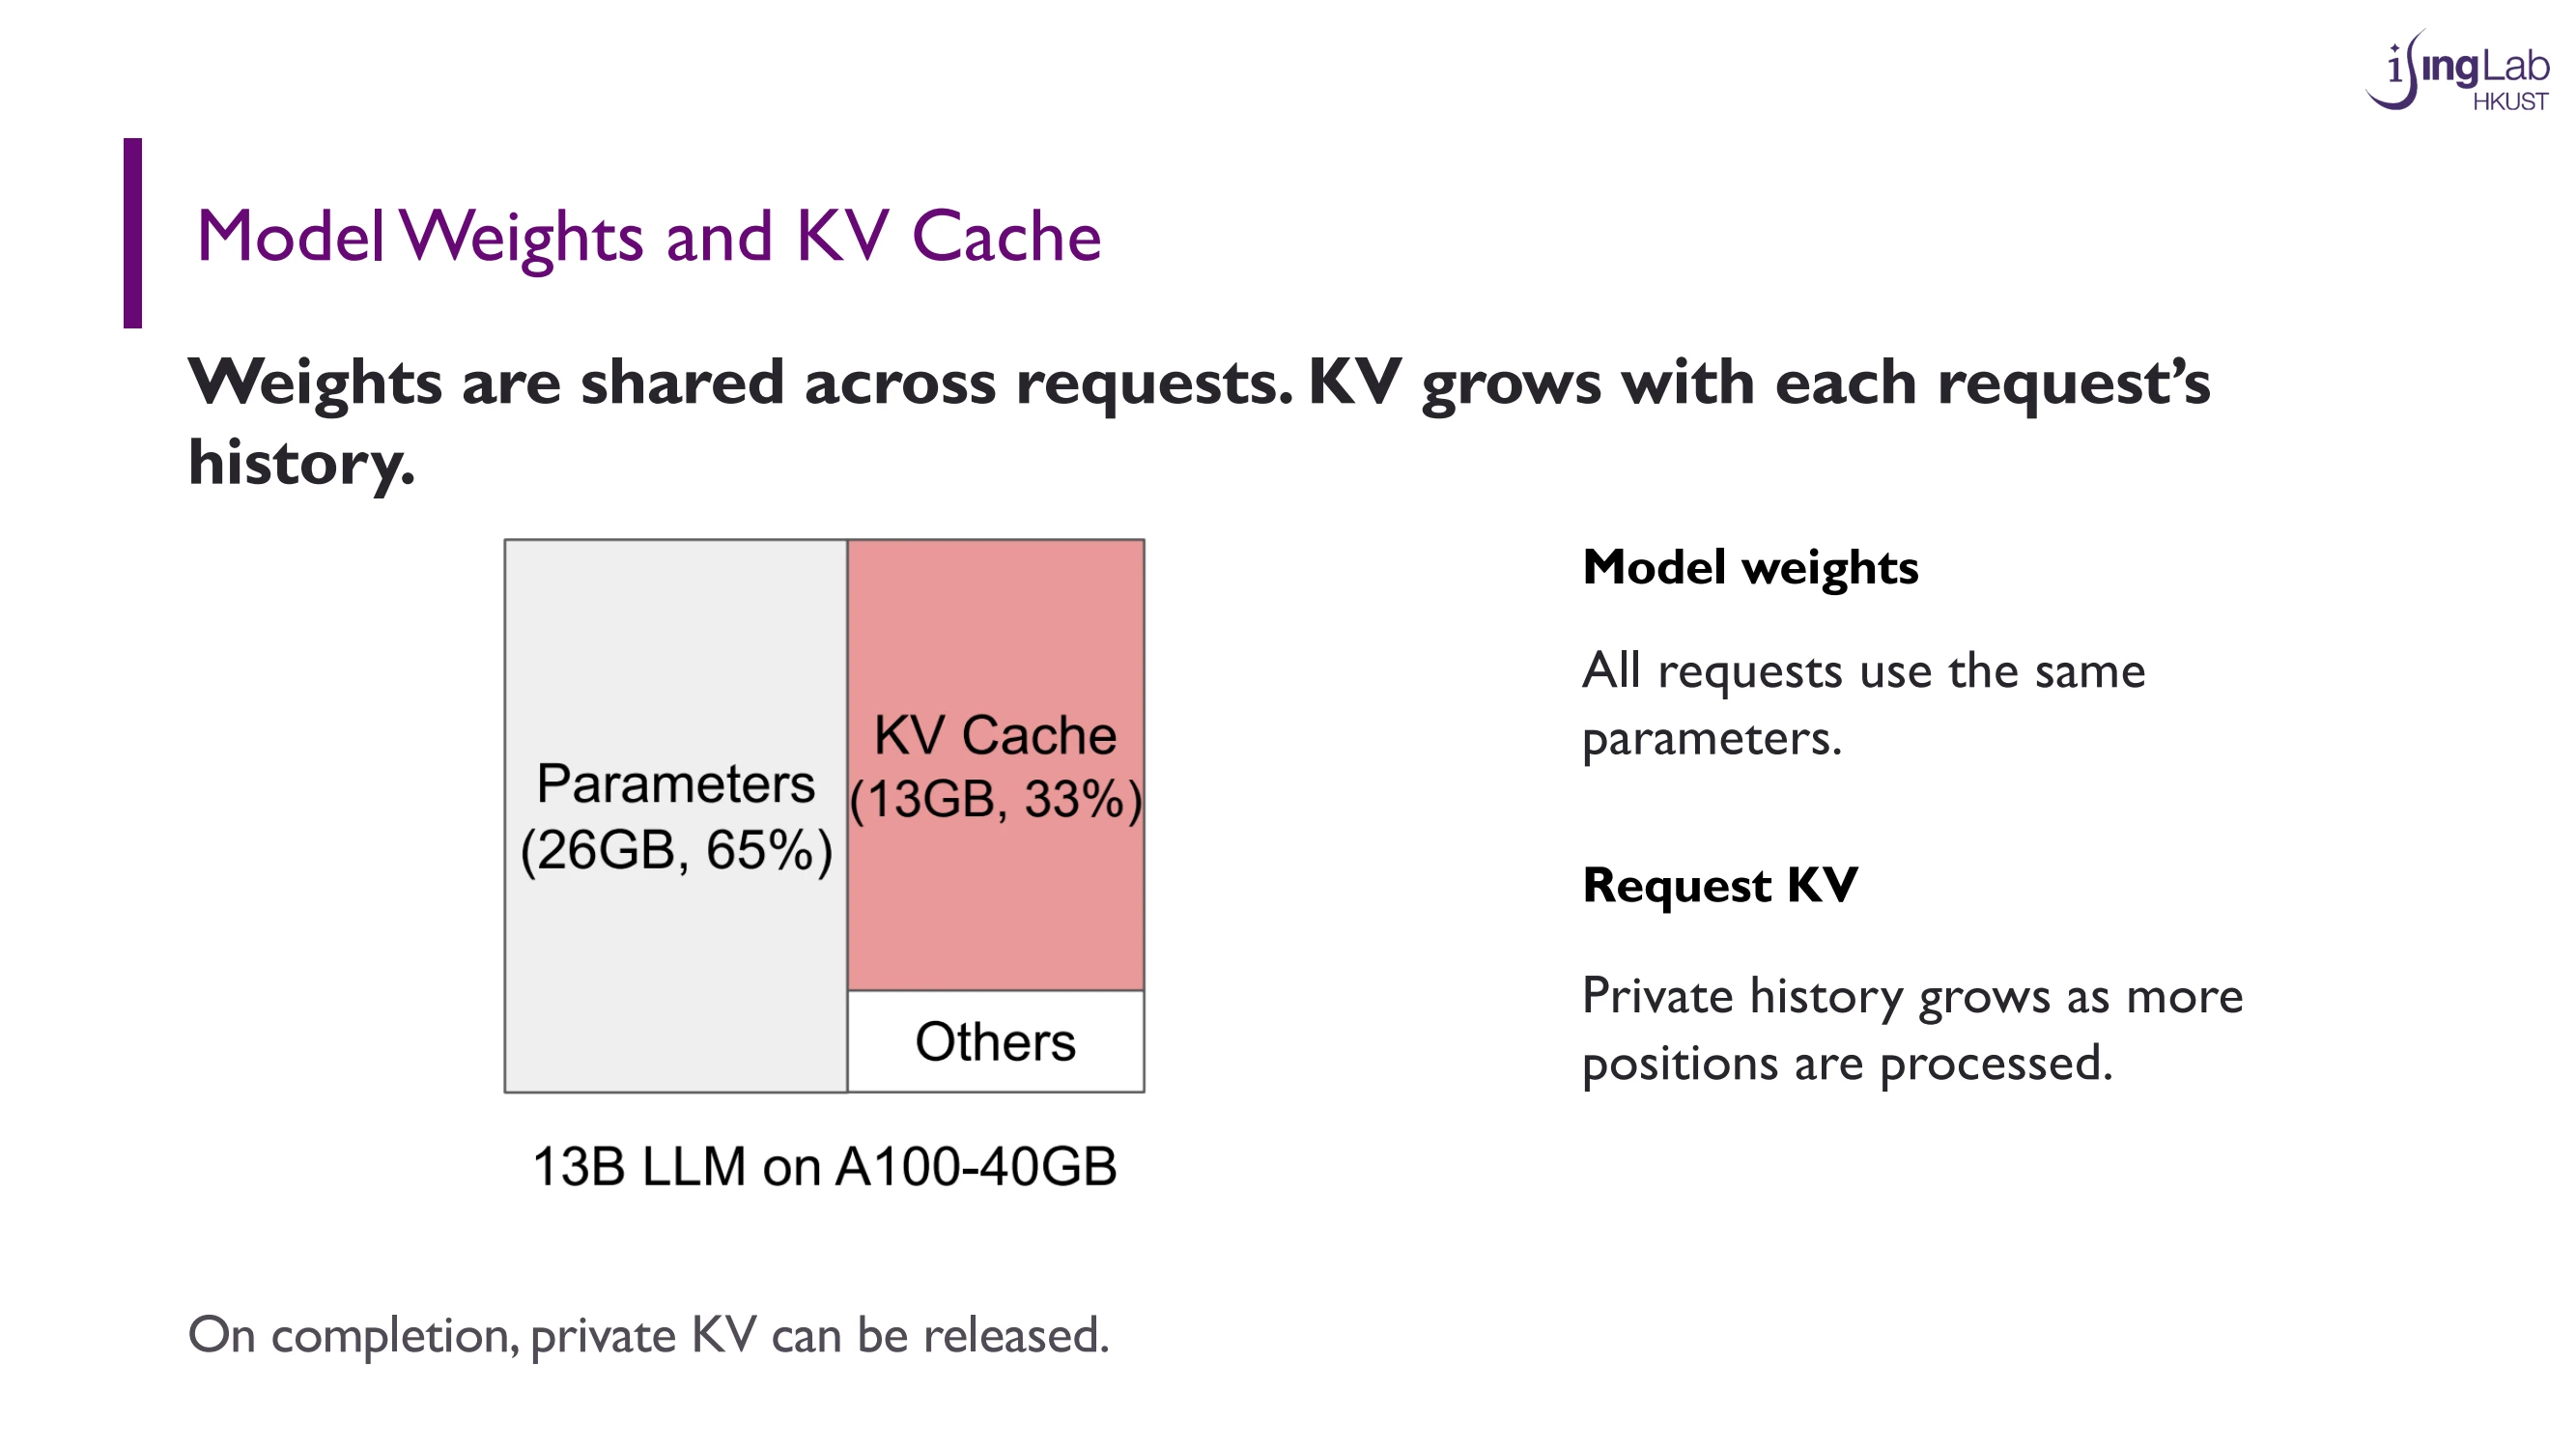 iSingLab
HKUST
Model Weights and KV Cache
Weights are shared across requests. KV grows with each request’s
history.
Parameters
(26GB, 65%)
KV Cache
(13GB, 33%)
Others
13B LLM on A100-40GB
Model weights
All requests use the same
parameters.
Request KV
Private history grows as more
positions are processed.
On completion, private KV can be released.